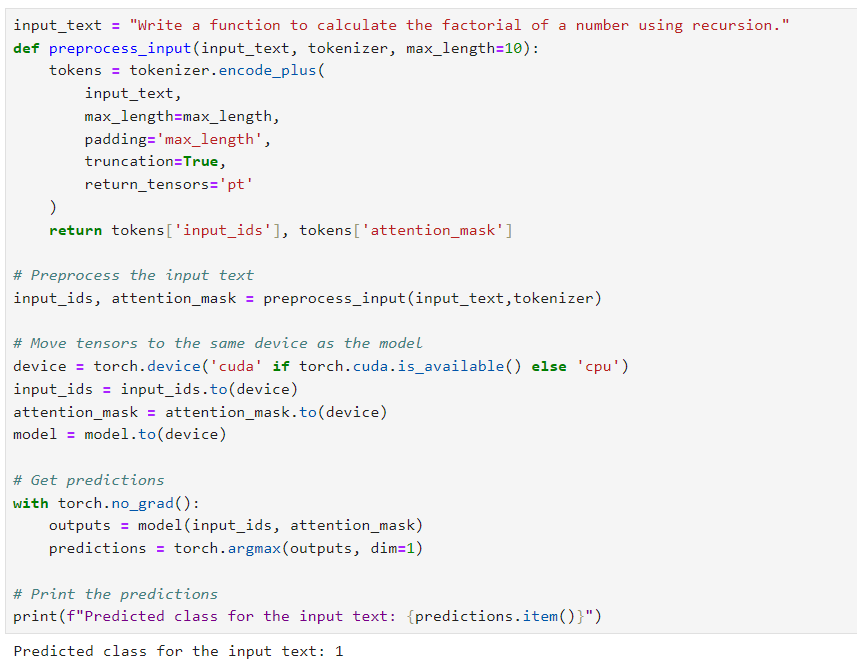 input_text = "Write a function to calculate the factorial of a number using recursion."
def preprocess_input(input_text, tokenizer, max_length=10):
    tokens = tokenizer.encode_plus(
        input_text,
        max_length=max_length,
        padding='max_length',
        truncation=True,
        return_tensors='pt'
    )
    return tokens['input_ids'], tokens['attention_mask']

# Preprocess the input text
input_ids, attention_mask = preprocess_input(input_text,tokenizer)

# Move tensors to the same device as the model
device = torch.device('cuda' if torch.cuda.is_available() else 'cpu')
input_ids = input_ids.to(device)
attention_mask = attention_mask.to(device)
model = model.to(device)

# Get predictions
with torch.no_grad():
    outputs = model(input_ids, attention_mask)
    predictions = torch.argmax(outputs, dim=1)

# Print the predictions
print(f"Predicted class for the input text: {predictions.item()}")
Predicted class for the input text: 1